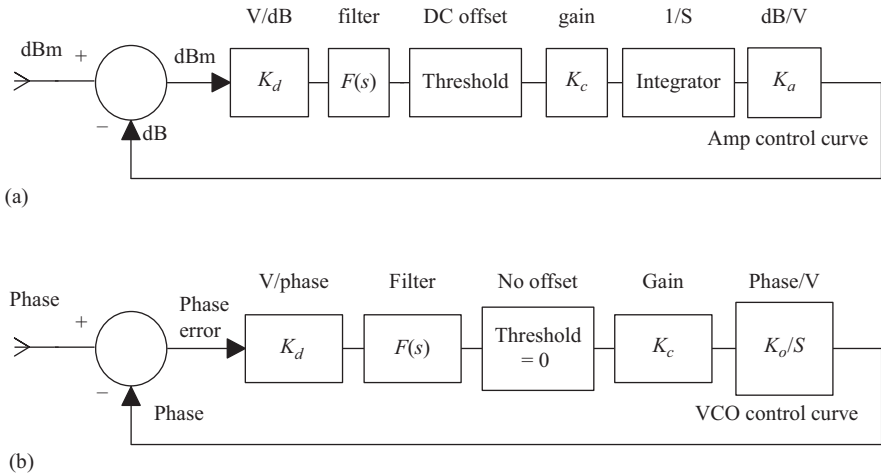 V/dB filter DC offset gain 1/S dB/V
dBm + dBm
K_d F(s) Threshold K_c Integrator K_a
− dB Amp control curve
(a)
V/phase Filter No offset Gain Phase/V
Phase + Phase
error
K_d F(s) Threshold
= 0 K_c K_o/S
− Phase VCO control curve
(b)